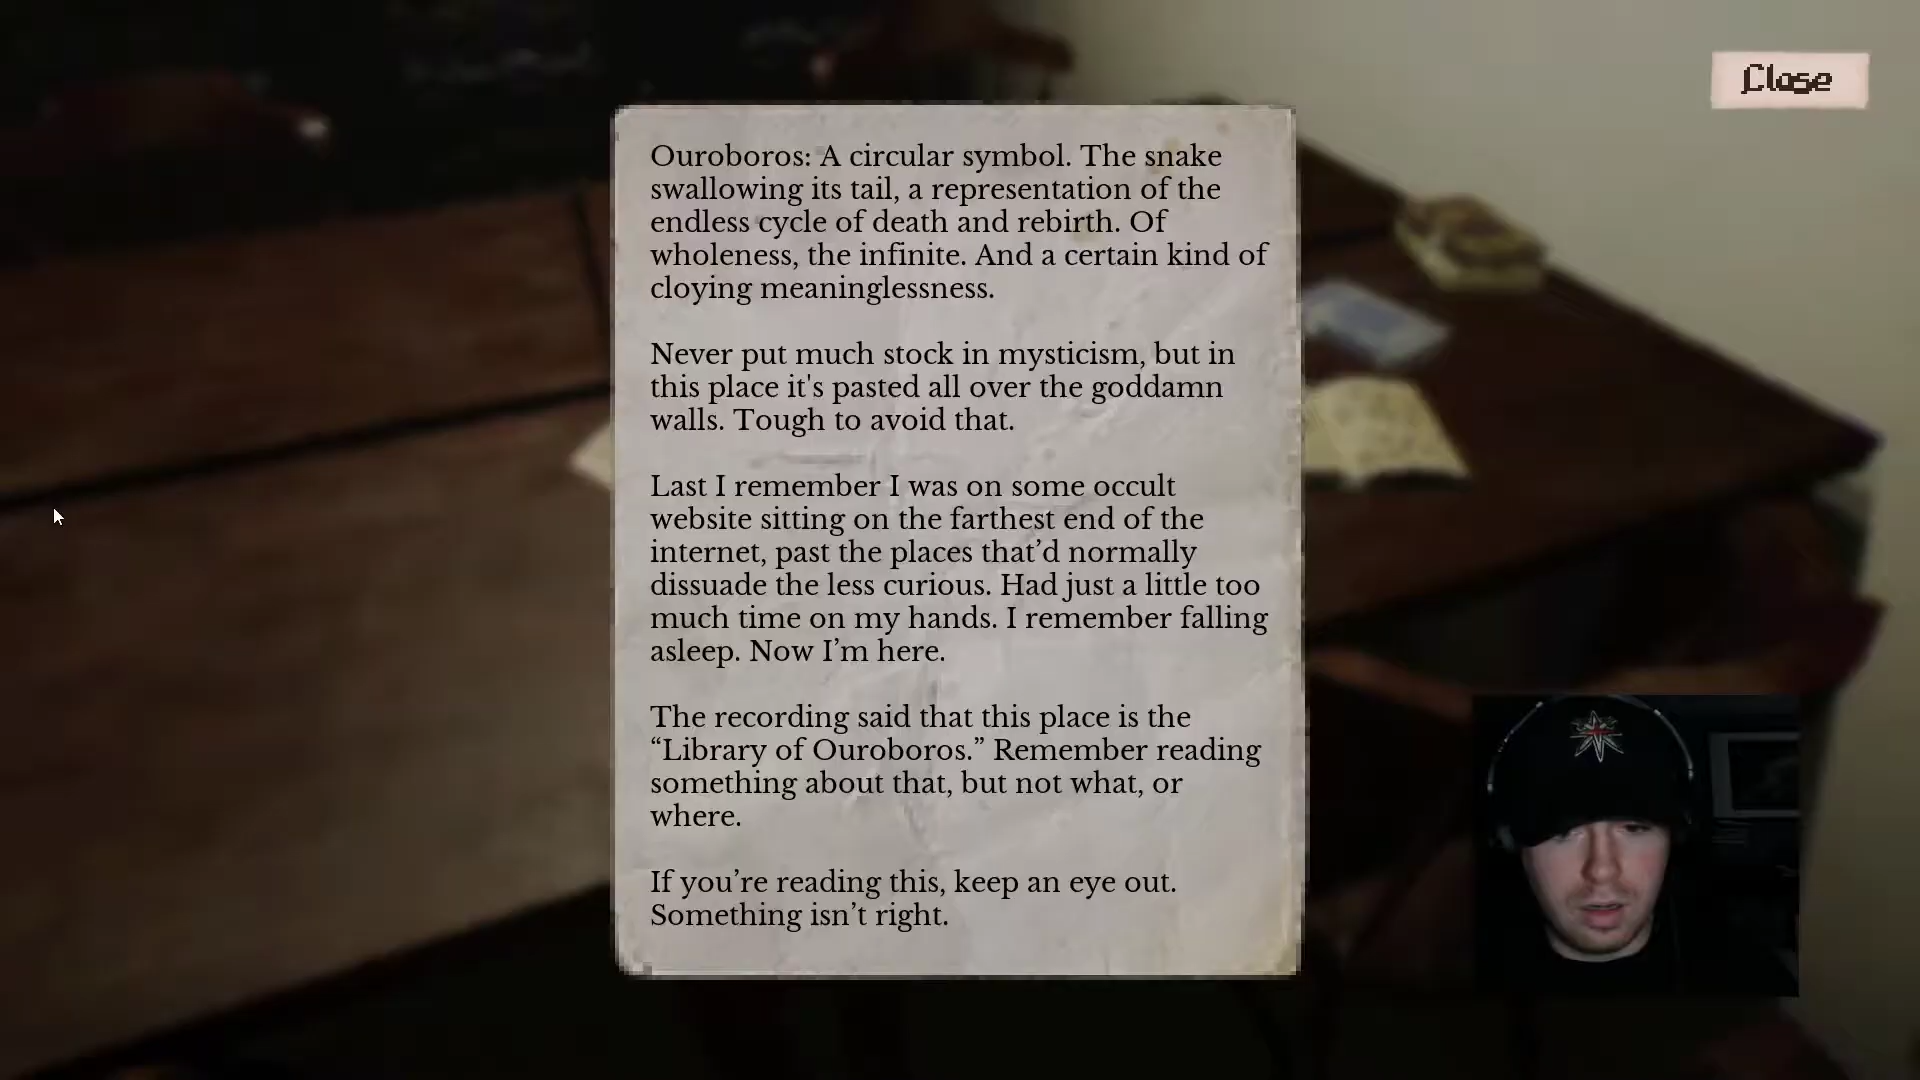 Close
Ouroboros: A circular symbol. The snake
swallowing its tail, a representation of the
endless cycle of death and rebirth. Of
wholeness, the infinite. And a certain kind of
cloying meaninglessness.
Never put much stock in mysticism, but in
this place it's pasted all over the goddamn
walls. Tough to avoid that.
Last I remember I was on some occult
website sitting on the farthest end of the
internet, past the places that’d normally
dissuade the less curious. Had just a little too
much time on my hands. I remember falling
asleep. Now I’m here.
The recording said that this place is the
“Library of Ouroboros.” Remember reading
something about that, but not what, or
where.
If you’re reading this, keep an eye out.
Something isn’t right.